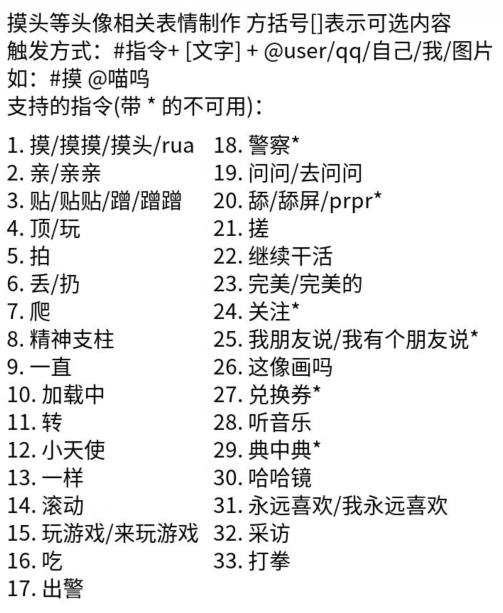 摸头等头像相关表情制作 方括号[]表示可选内容
触发方式：#指令+ [文字] + @user/qq/自己/我/图片
如：#摸 @喵呜
支持的指令(带 * 的不可用)：
1. 摸/摸摸/摸头/rua
2. 亲/亲亲
3. 贴/贴贴/蹭/蹭蹭
4. 顶/玩
5. 拍
6. 丢/扔
7. 爬
8. 精神支柱
9. 一直
10. 加载中
11. 转
12. 小天使
13. 一样
14. 滚动
15. 玩游戏/来玩游戏
16. 吃
17. 出警
18. 警察*
19. 问问/去问问
20. 舔/舔屏/prpr*
21. 搓
22. 继续干活
23. 完美/完美的
24. 关注*
25. 我朋友说/我有个朋友说*
26. 这像画吗
27. 兑换券*
28. 听音乐
29. 典中典*
30. 哈哈镜
31. 永远喜欢/我永远喜欢
32. 采访
33. 打拳